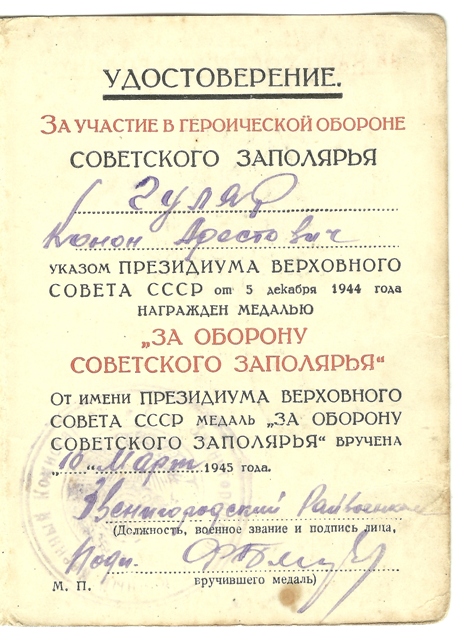 УДОСТОВЕРЕНИЕ.
ЗА УЧАСТИЕ В ГЕРОИЧЕСКОЙ ОБОРОНЕ
СОВЕТСКОГО ЗАПОЛЯРЬЯ
Гуляр
Конон Арестович
УКАЗОМ ПРЕЗИДИУМА ВЕРХОВНОГО
СОВЕТА СССР от 5 декабря 1944 года
НАГРАЖДЕН МЕДАЛЬЮ
„ЗА ОБОРОНУ
СОВЕТСКОГО ЗАПОЛЯРЬЯ“
От имени ПРЕЗИДИУМА ВЕРХОВНОГО
СОВЕТА СССР МЕДАЛЬ „ЗА ОБОРОНУ
СОВЕТСКОГО ЗАПОЛЯРЬЯ“ ВРУЧЕНА
„16“ Март 1945 года.
Звенигородский Райвоенком
(Должность, военное звание и подпись лица,
Подп.
М. П. вручившего медаль)